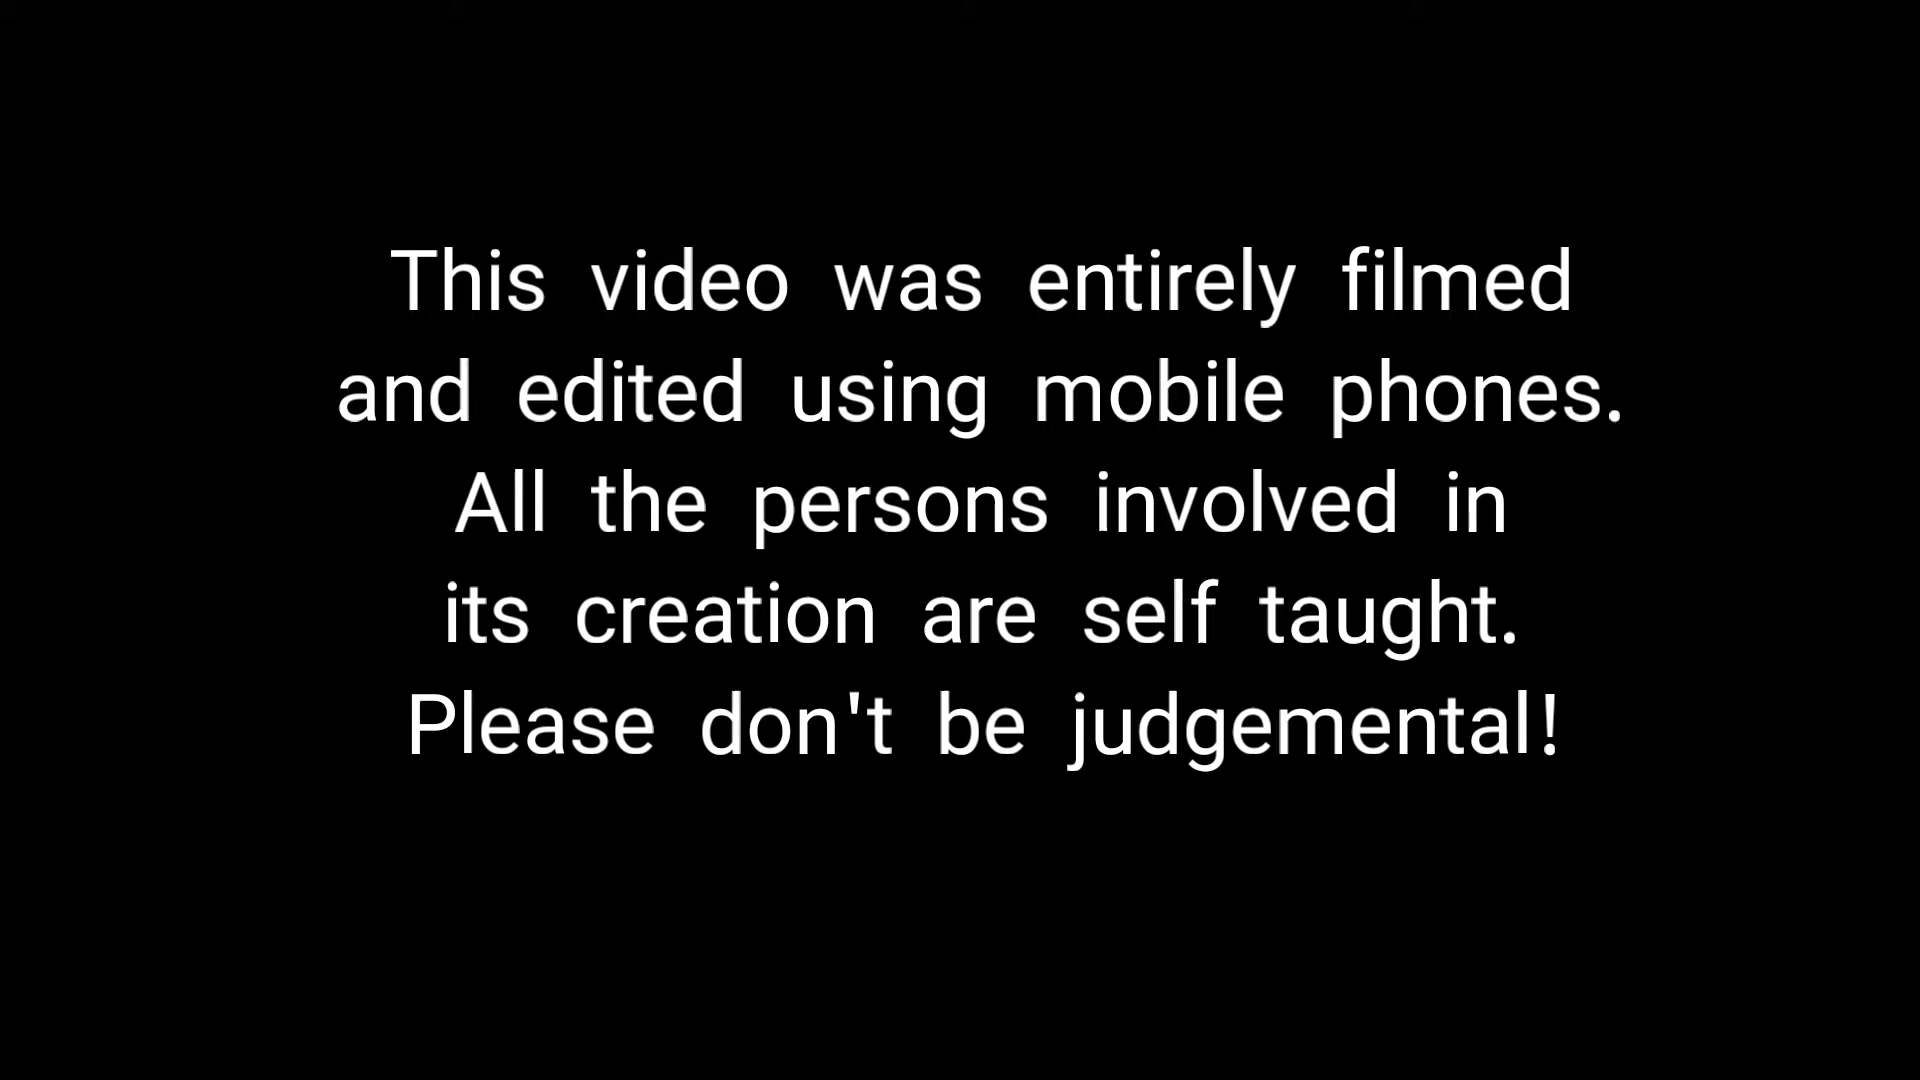 This video was entirely filmed
and edited using mobile phones.
All the persons involved in
its creation are self taught.
Please don't be judgemental!